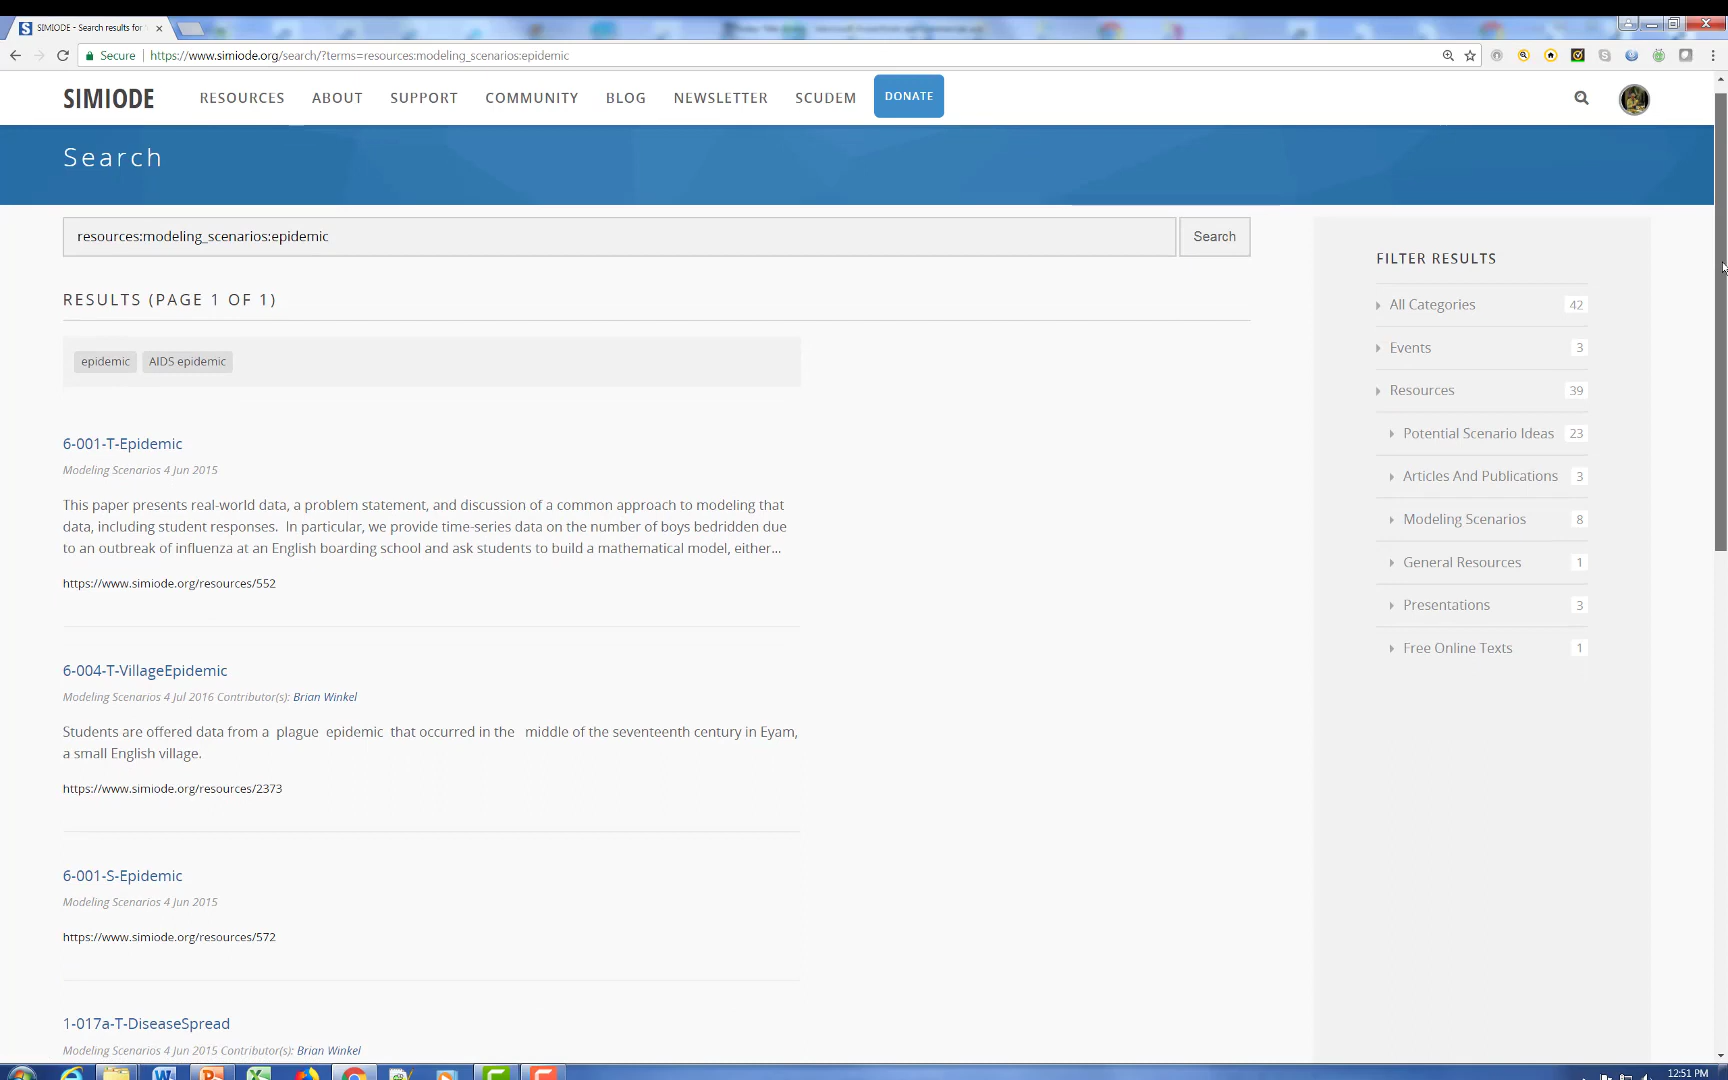 SIMIODE - Search results for
Secure https://www.simiode.org/search/?terms=resources:modeling_scenarios:epidemic
SIMIODE RESOURCES ABOUT SUPPORT COMMUNITY BLOG NEWSLETTER SCUDEM DONATE
Search
resources:modeling_scenarios:epidemic Search
RESULTS (PAGE 1 OF 1)
epidemic AIDS epidemic
6-001-T-Epidemic
Modeling Scenarios 4 Jun 2015
This paper presents real-world data, a problem statement, and discussion of a common approach to modeling that
data, including student responses. In particular, we provide time-series data on the number of boys bedridden due
to an outbreak of influenza at an English boarding school and ask students to build a mathematical model, either...
https://www.simiode.org/resources/552
6-004-T-VillageEpidemic
Modeling Scenarios 4 Jul 2016 Contributor(s): Brian Winkel
Students are offered data from a plague epidemic that occurred in the middle of the seventeenth century in Eyam,
a small English village.
https://www.simiode.org/resources/2373
6-001-S-Epidemic
Modeling Scenarios 4 Jun 2015
https://www.simiode.org/resources/572
1-017a-T-DiseaseSpread
Modeling Scenarios 4 Jun 2015 Contributor(s): Brian Winkel
FILTER RESULTS
All Categories 42
Events 3
Resources 39
Potential Scenario Ideas 23
Articles And Publications 3
Modeling Scenarios 8
General Resources 1
Presentations 3
Free Online Texts 1
12:51 PM